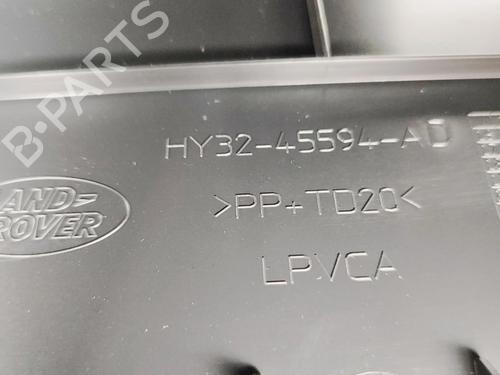 B-PARTS
HY32-45594-AD
LAND-
ROVER
>PP+TD20<
LPVCA